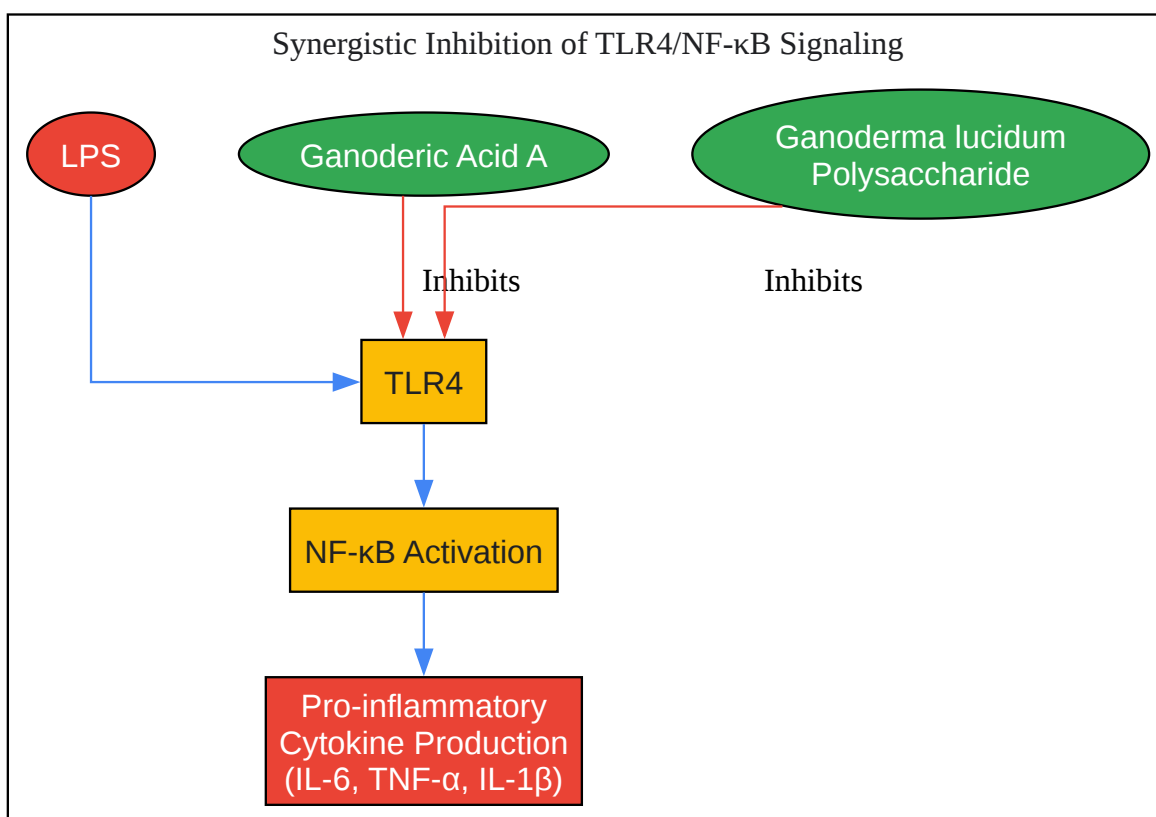 Synergistic Inhibition of TLR4/NF-κB Signaling
LPS
Ganoderic Acid A
Ganoderma lucidum
Polysaccharide
Inhibits
Inhibits
TLR4
NF-κB Activation
Pro-inflammatory
Cytokine Production
(IL-6, TNF-α, IL-1β)